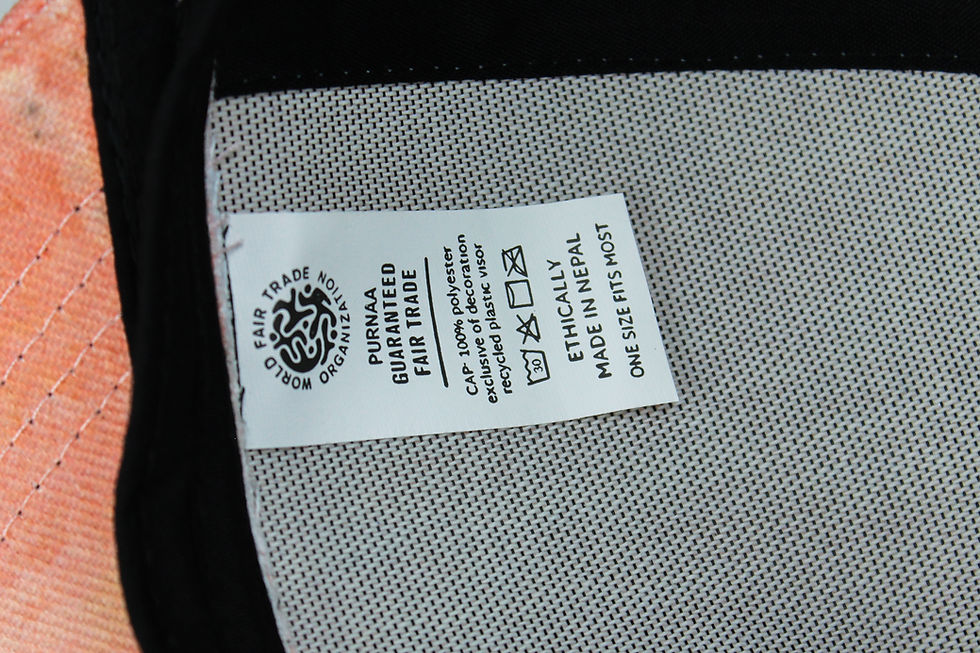 WORLD FAIR TRADE ORGANIZATION
PURNAA
GUARANTEED
FAIR TRADE
CAP: 100% polyester
exclusive of decoration
recycled plastic visor
30
ETHICALLY
MADE IN NEPAL
ONE SIZE FITS MOST